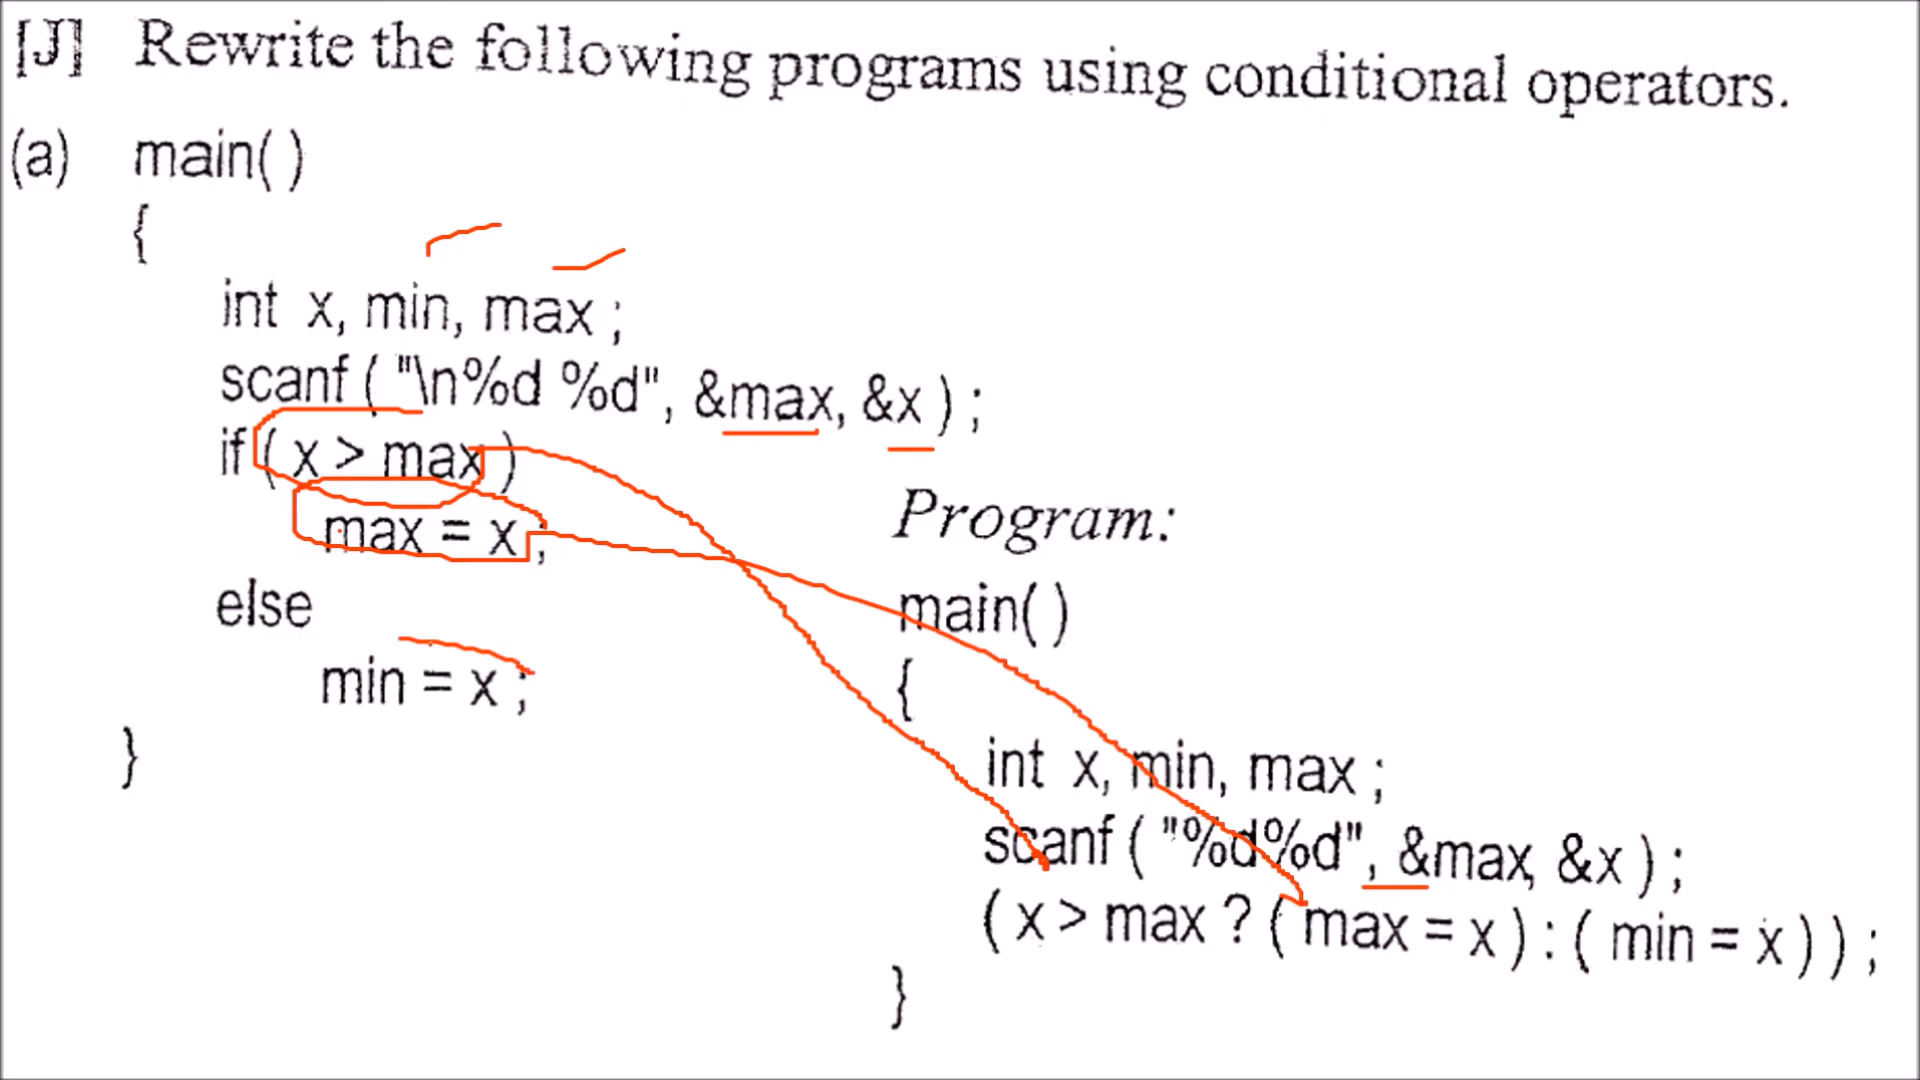 [J] Rewrite the following programs using conditional operators.
(a) main( )
{
int x, min, max ;
scanf ( "\n%d %d", &max, &x ) ;
if ( x > max )
max = x ;
else
min = x ;
}
Program:
main( )
{
int x, min, max ;
scanf ( "%d%d", &max, &x ) ;
( x > max ? ( max = x ) : ( min = x ) ) ;
}